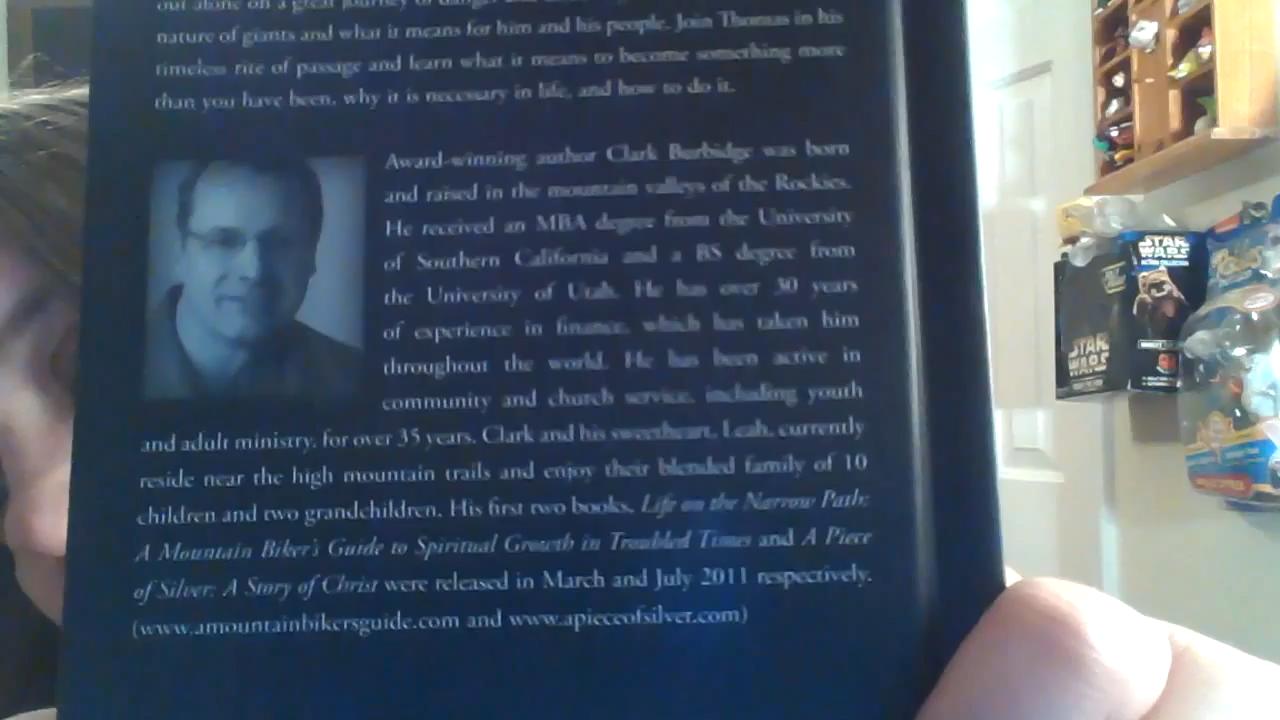 out alone on a great journey of danger and
nature of giants and what it means for him and his people. Join Thomas in his
timeless rite of passage and learn what it means to become something more
than you have been, why it is necessary in life, and how to do it.
Award-winning author Clark Burbidge was born
and raised in the mountain valleys of the Rockies.
He received an MBA degree from the University
of Southern California and a BS degree from
the University of Utah. He has over 30 years
of experience in finance, which has taken him
throughout the world. He has been active in
community and church service, including youth
and adult ministry, for over 35 years. Clark and his sweetheart, Leah, currently
reside near the high mountain trails and enjoy their blended family of 10
children and two grandchildren. His first two books, Life on the Narrow Path:
A Mountain Biker's Guide to Spiritual Growth in Troubled Times and A Piece
of Silver: A Story of Christ were released in March and July 2011 respectively.
(www.amountainbikersguide.com and www.apieceofsilver.com)
STAR
WARS
STAR
WARS